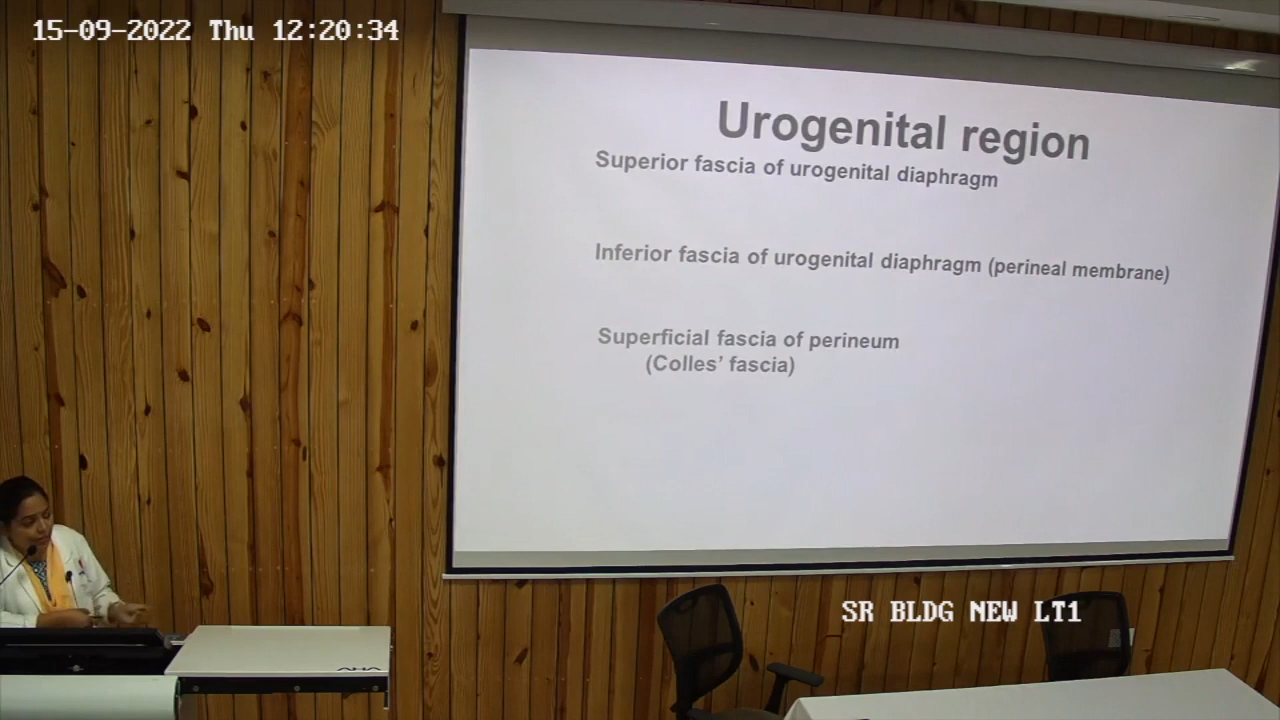 15-09-2022 Thu 12:20:34
Urogenital region
Superior fascia of urogenital diaphragm
Inferior fascia of urogenital diaphragm (perineal membrane)
Superficial fascia of perineum
(Colles’ fascia)
SR BLDG NEW LT1
AHA